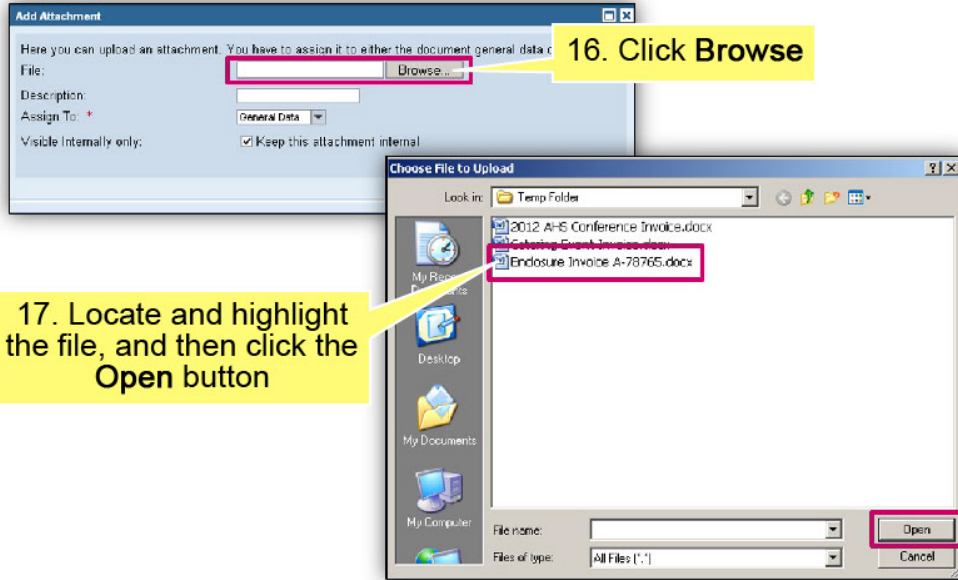 Add Attachment
Here you can upload an attachment. You have to assign it to either the document general data
File:
Browse...
16. Click Browse
Description:
Assign To: *
General Data
Visible Internally only:
Keep this attachment internal
Choose File to Upload
Look in:
Temp Folder
2012 AHS Conference Invoice.docx
Catering Event Invoice.docx
Enclosure Invoice A-78765.docx
My Recent
Documents
17. Locate and highlight
the file, and then click the
Open button
Desktop
My Documents
My Computer
File name:
Open
Files of type:
All Files (*.*)
Cancel